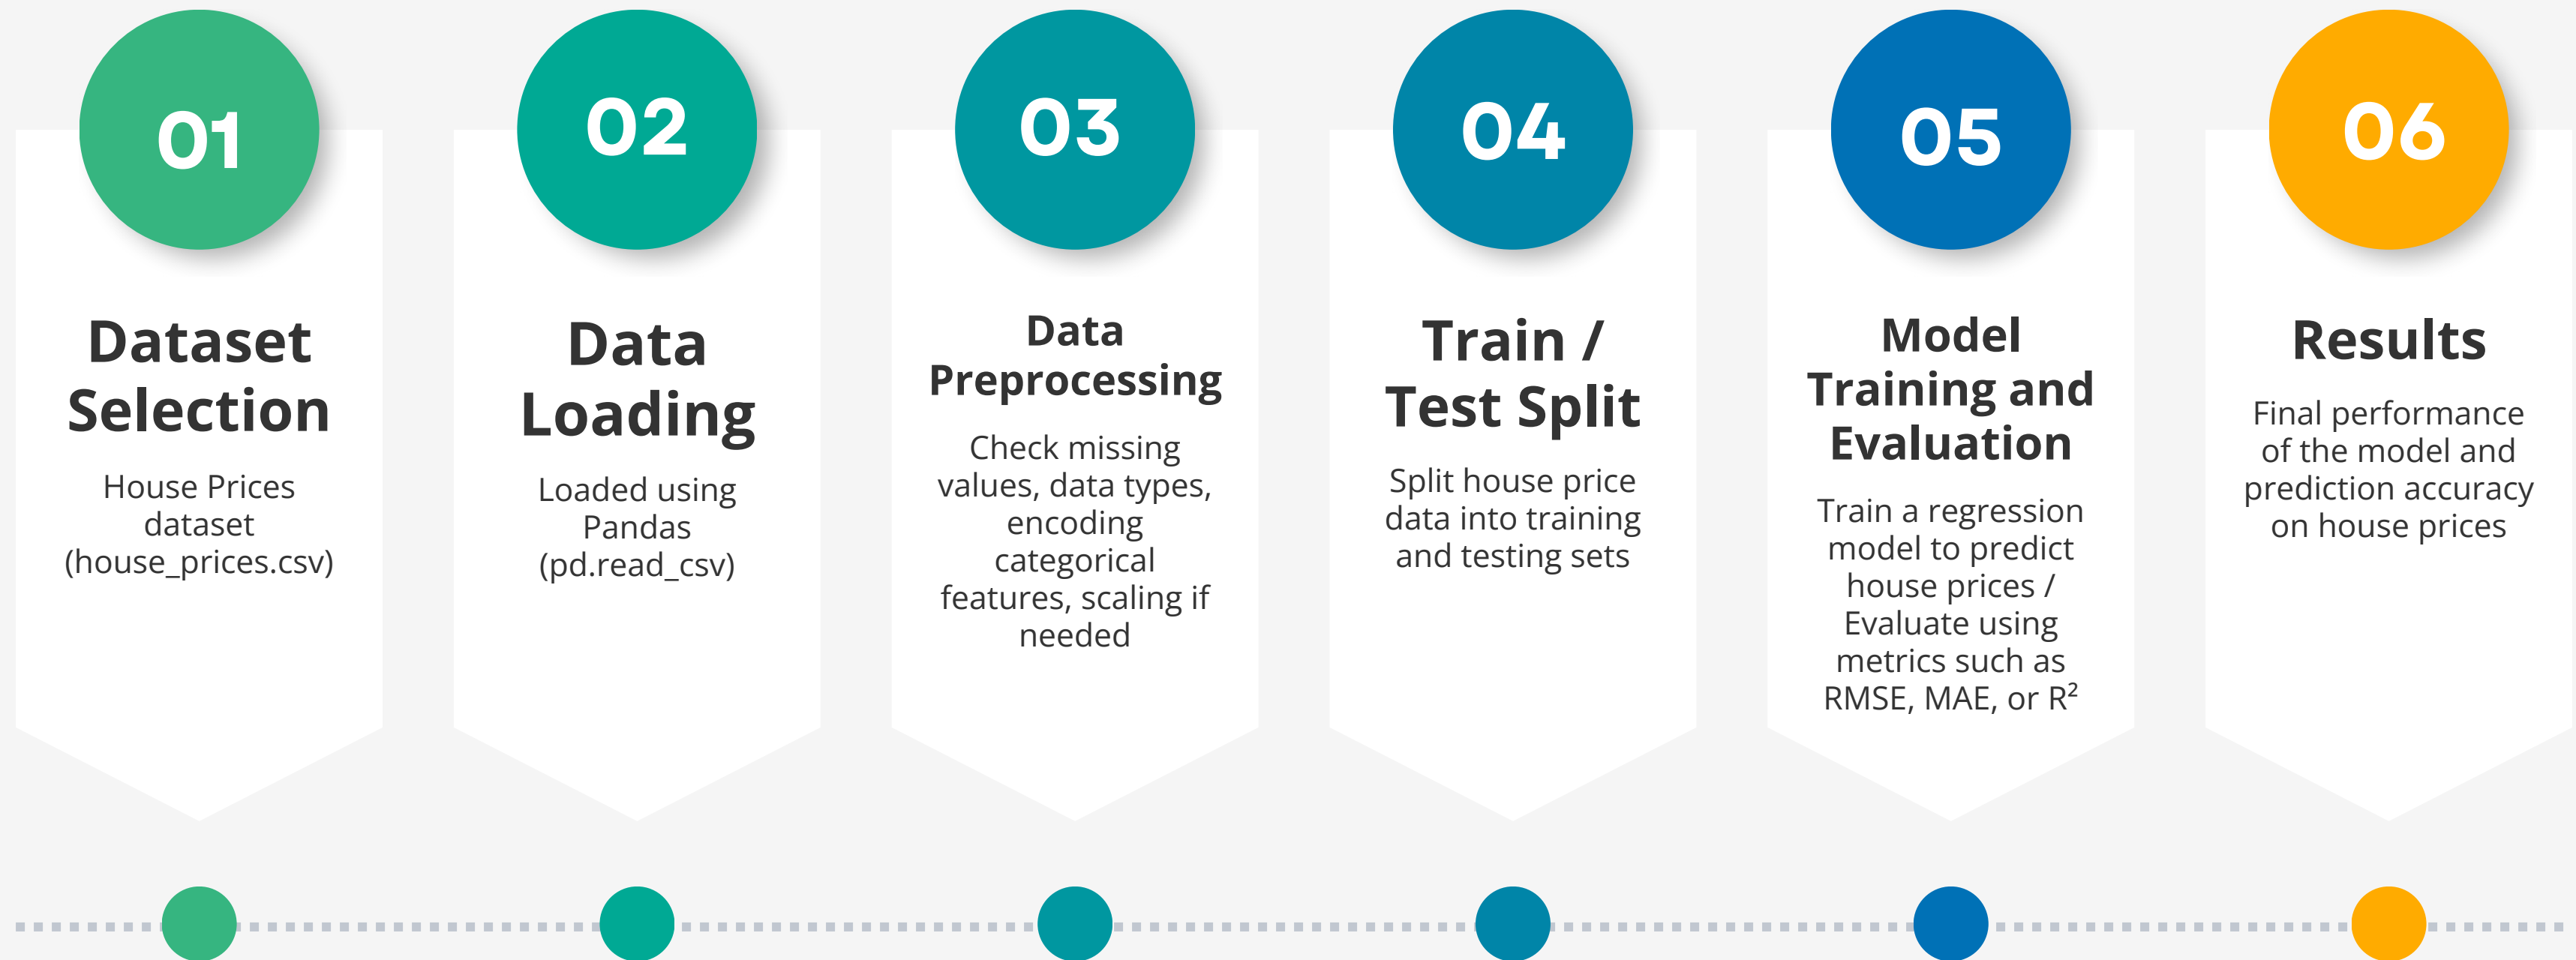 01
Dataset
Selection
House Prices
dataset
(house_prices.csv)
02
Data
Loading
Loaded using
Pandas
(pd.read_csv)
03
Data
Preprocessing
Check missing
values, data types,
encoding
categorical
features, scaling if
needed
04
Train /
Test Split
Split house price
data into training
and testing sets
05
Model
Training and
Evaluation
Train a regression
model to predict
house prices /
Evaluate using
metrics such as
RMSE, MAE, or R²
06
Results
Final performance
of the model and
prediction accuracy
on house prices